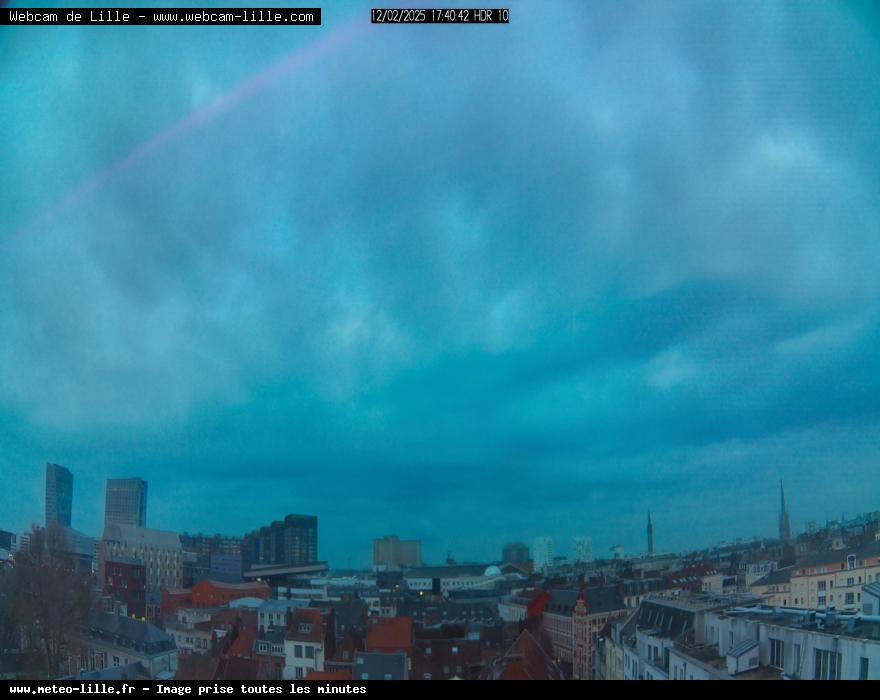 Webcam de Lille - www.webcam-lille.com
12/02/2025 17:40:42 HDR 10
www.meteo-lille.fr - Image prise toutes les minutes